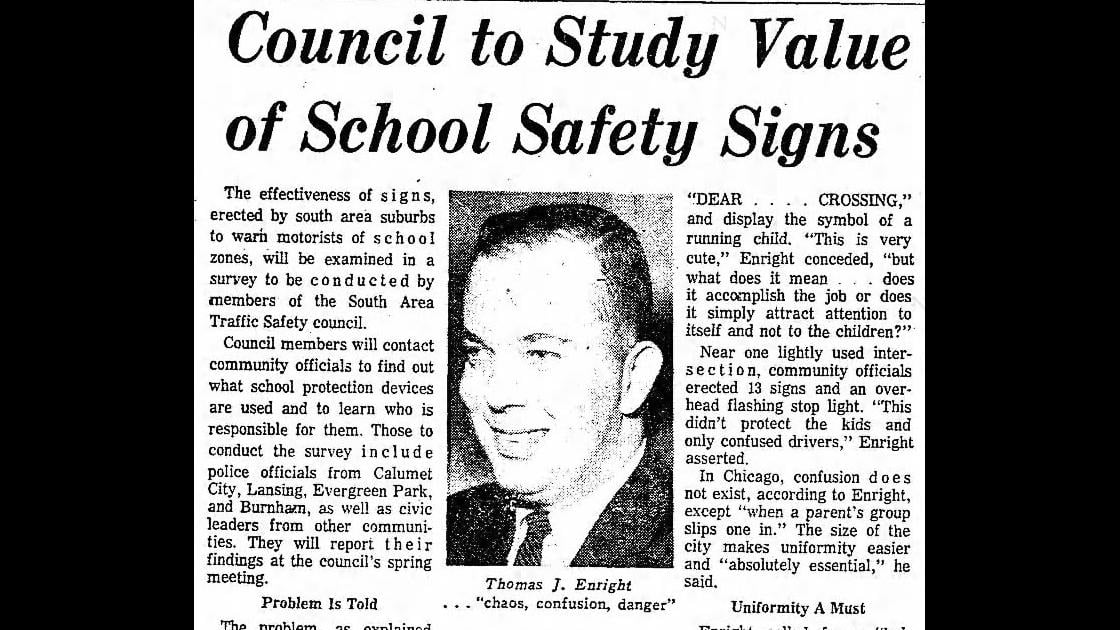 Council to Study Value
of School Safety Signs
The effectiveness of signs,
erected by south area suburbs
to warn motorists of school
zones, will be examined in a
survey to be conducted by
members of the South Area
Traffic Safety council.
Council members will contact
community officials to find out
what school protection devices
are used and to learn who is
responsible for them. Those to
conduct the survey include
police officials from Calumet
City, Lansing, Evergreen Park,
and Burnham, as well as civic
leaders from other communi-
ties. They will report their
findings at the council's spring
meeting.
Problem Is Told
The problem, as explained
Thomas J. Enright
. . . "chaos, confusion, danger"
"DEAR . . . . CROSSING,"
and display the symbol of a
running child. "This is very
cute," Enright conceded, "but
what does it mean . . . does
it accomplish the job or does
it simply attract attention to
itself and not to the children?"
Near one lightly used inter-
section, community officials
erected 13 signs and an over-
head flashing stop light. "This
didn't protect the kids and
only confused drivers," Enright
asserted.
In Chicago, confusion does
not exist, according to Enright,
except "when a parent's group
slips one in." The size of the
city makes uniformity easier
and "absolutely essential," he
said.
Uniformity A Must